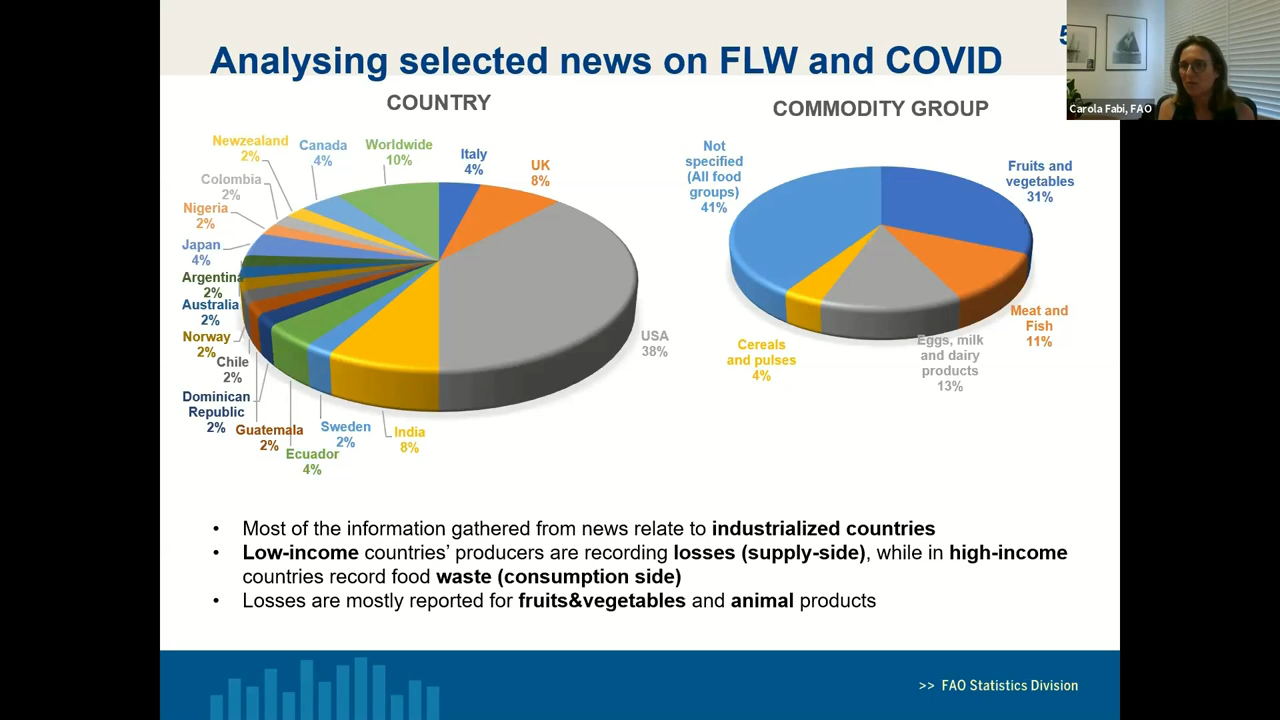 Analysing selected news on FLW and COVID
5
Carola Fabi, FAO
COUNTRY
Newzealand
2%
Canada
4%
Worldwide
10%
Italy
4%
UK
8%
Colombia
2%
Nigeria
2%
Japan
4%
Argentina
2%
Australia
2%
Norway
2%
Chile
2%
Dominican
Republic
2%
Guatemala
2%
Ecuador
4%
Sweden
2%
India
8%
USA
38%
COMMODITY GROUP
Not
specified
(All food
groups)
41%
Fruits and
vegetables
31%
Meat and
Fish
11%
Eggs, milk
and dairy
products
13%
Cereals
and pulses
4%
• Most of the information gathered from news relate to industrialized countries
• Low-income countries’ producers are recording losses (supply-side), while in high-income
countries record food waste (consumption side)
• Losses are mostly reported for fruits&vegetables and animal products
>> FAO Statistics Division